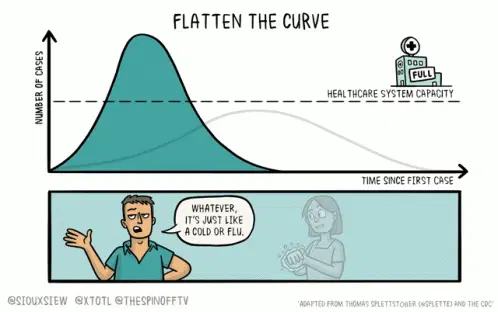 FLATTEN THE CURVE
NUMBER OF CASES
FULL
HEALTHCARE SYSTEM CAPACITY
TIME SINCE FIRST CASE
WHATEVER,
IT'S JUST LIKE
A COLD OR FLU.
@SIOUXSIEW @XTOTL @THESPINOFFTV
'ADAPTED FROM THOMAS SPLETTSTÖßER (@SPLETTE) AND THE CDC'